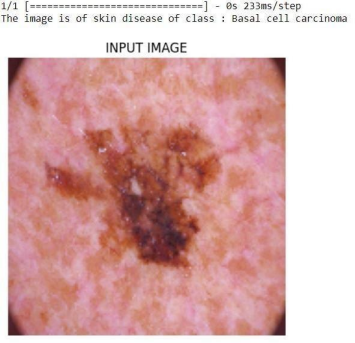 1/1 [==============================] - 0s 233ms/step
The image is of skin disease of class : Basal cell carcinoma
INPUT IMAGE